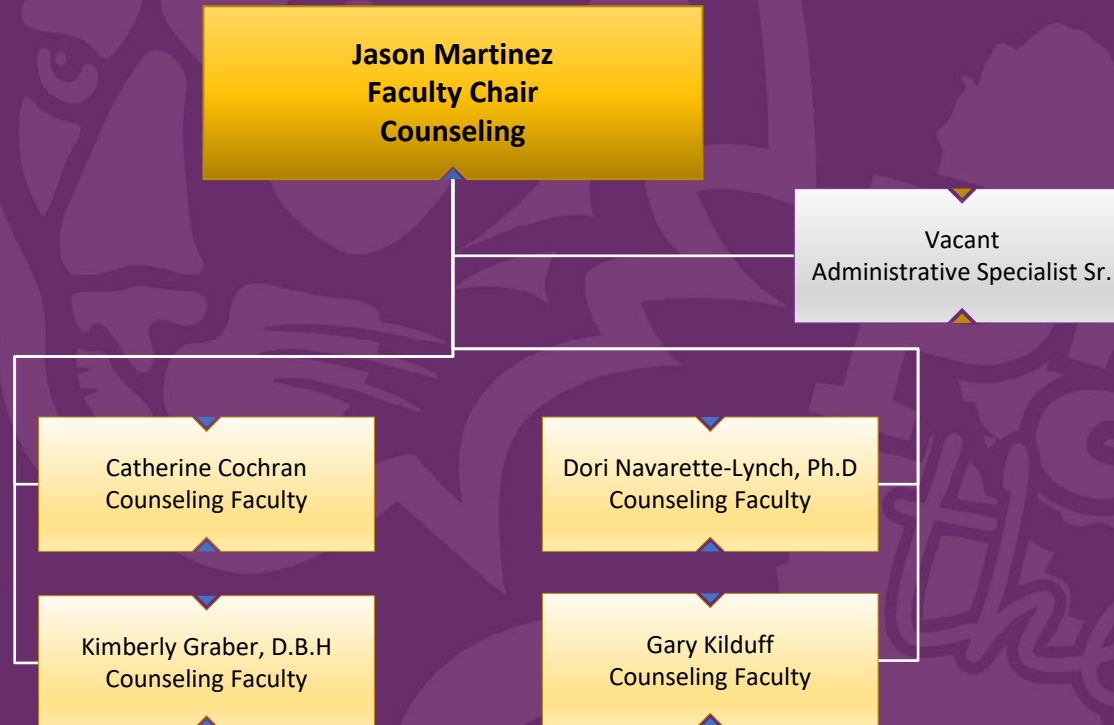 Jason Martinez
Faculty Chair
Counseling
Vacant
Administrative Specialist Sr.
Catherine Cochran
Counseling Faculty
Dori Navarette-Lynch, Ph.D
Counseling Faculty
Kimberly Graber, D.B.H
Counseling Faculty
Gary Kilduff
Counseling Faculty
the